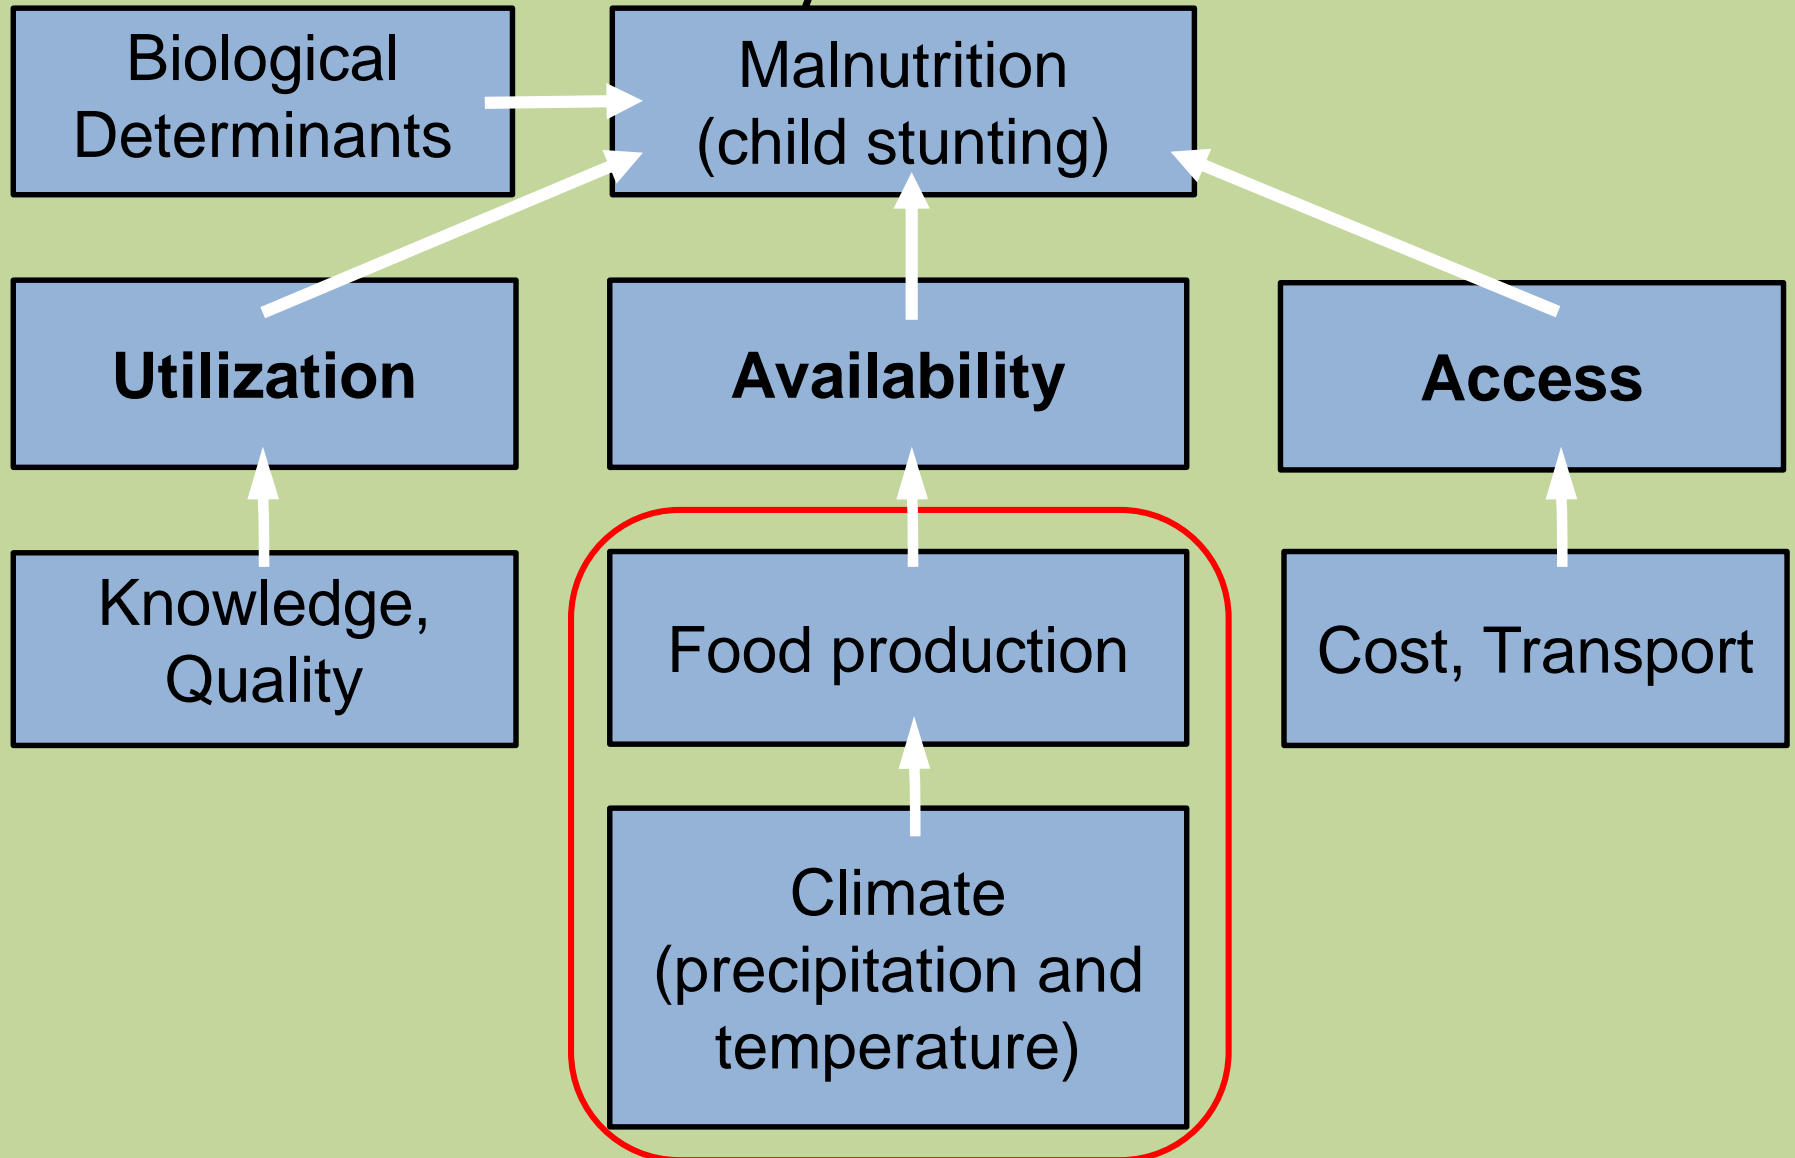 Biological
Determinants
Malnutrition
(child stunting)
Utilization
Availability
Access
Knowledge,
Quality
Food production
Cost, Transport
Climate
(precipitation and
temperature)